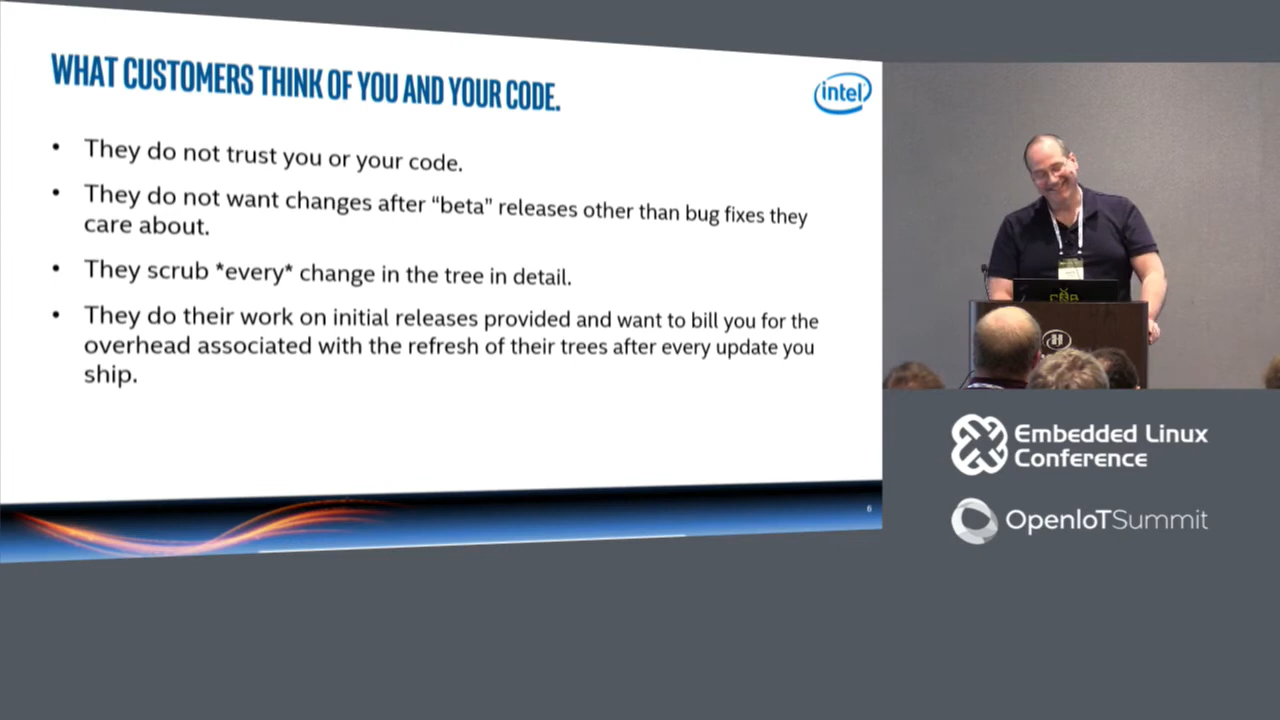 WHAT CUSTOMERS THINK OF YOU AND YOUR CODE.
intel
• They do not trust you or your code.
• They do not want changes after “beta” releases other than bug fixes they
care about.
• They scrub *every* change in the tree in detail.
• They do their work on initial releases provided and want to bill you for the
overhead associated with the refresh of their trees after every update you
ship.
6
H
Embedded Linux
Conference
OpenIoTSummit